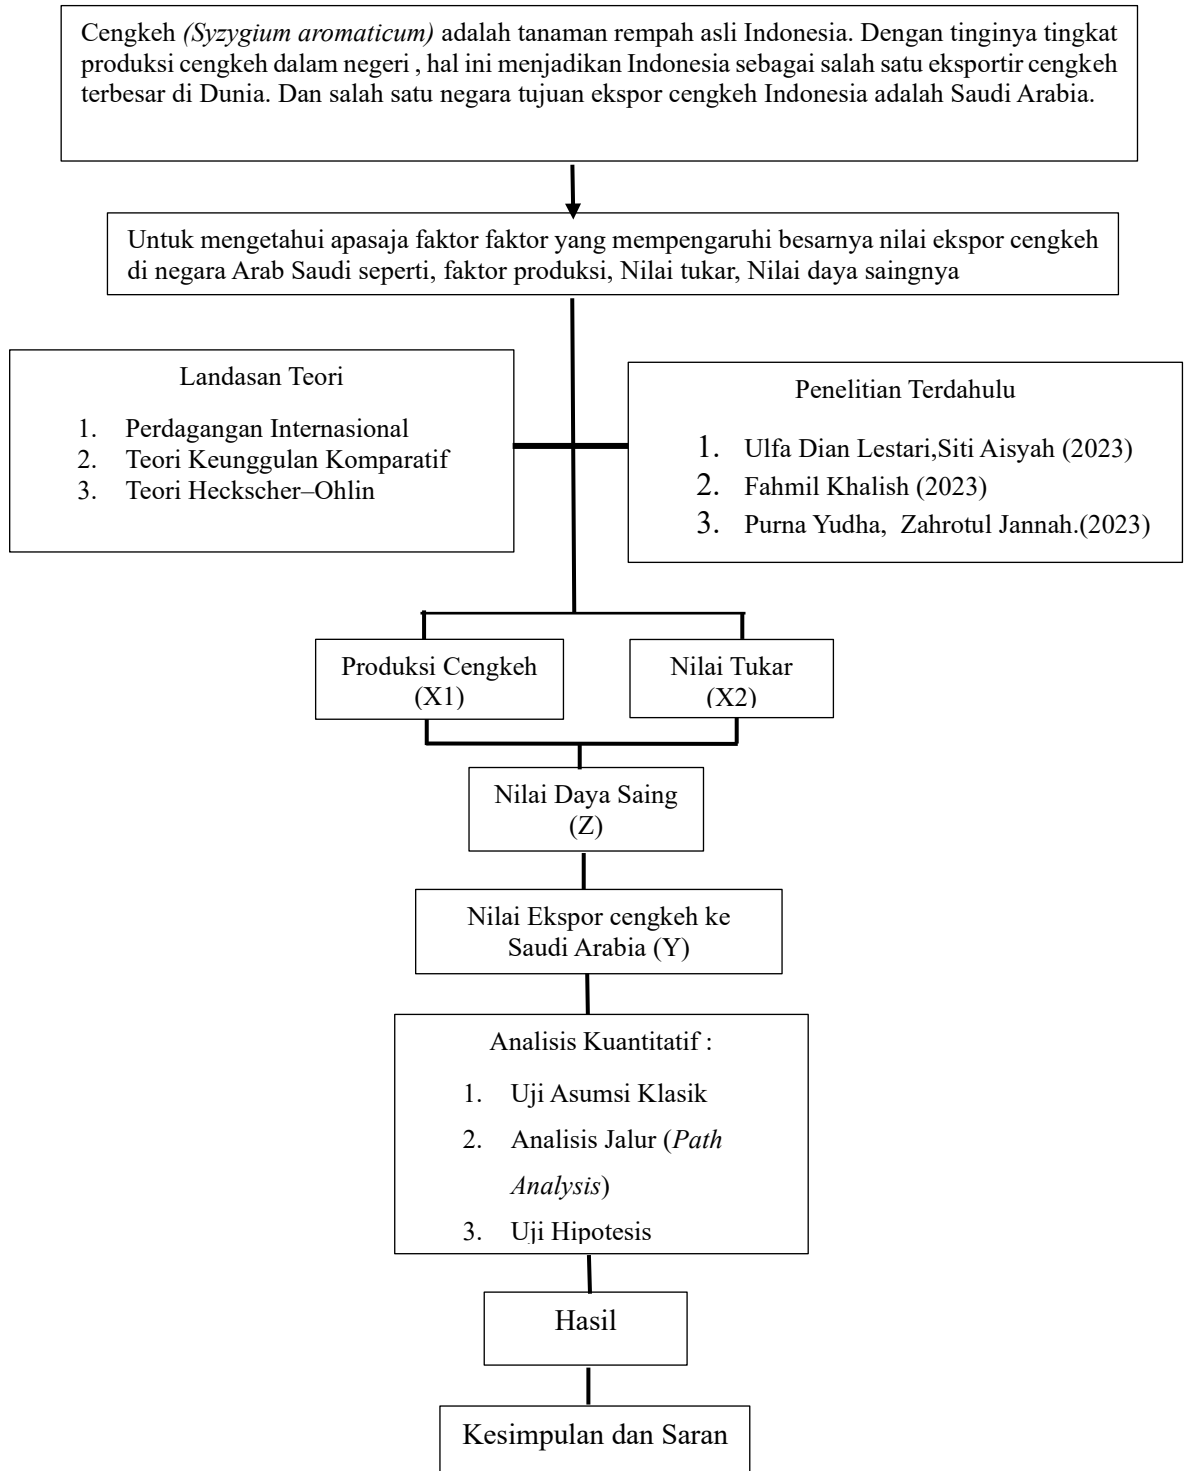 Cengkeh (Syzygium aromaticum) adalah tanaman rempah asli Indonesia. Dengan tinginya tingkat
produksi cengkeh dalam negeri , hal ini menjadikan Indonesia sebagai salah satu eksportir cengkeh
terbesar di Dunia. Dan salah satu negara tujuan ekspor cengkeh Indonesia adalah Saudi Arabia.
Untuk mengetahui apasaja faktor faktor yang mempengaruhi besarnya nilai ekspor cengkeh
di negara Arab Saudi seperti, faktor produksi, Nilai tukar, Nilai daya saingnya
Landasan Teori
1. Perdagangan Internasional
2. Teori Keunggulan Komparatif
3. Teori Heckscher–Ohlin
Penelitian Terdahulu
1. Ulfa Dian Lestari,Siti Aisyah (2023)
2. Fahmil Khalish (2023)
3. Purna Yudha, Zahrotul Jannah.(2023)
Produksi Cengkeh
(X1)
Nilai Tukar
(X2)
Nilai Daya Saing
(Z)
Nilai Ekspor cengkeh ke
Saudi Arabia (Y)
Analisis Kuantitatif :
1. Uji Asumsi Klasik
2. Analisis Jalur (Path
Analysis)
3. Uji Hipotesis
Hasil
Kesimpulan dan Saran